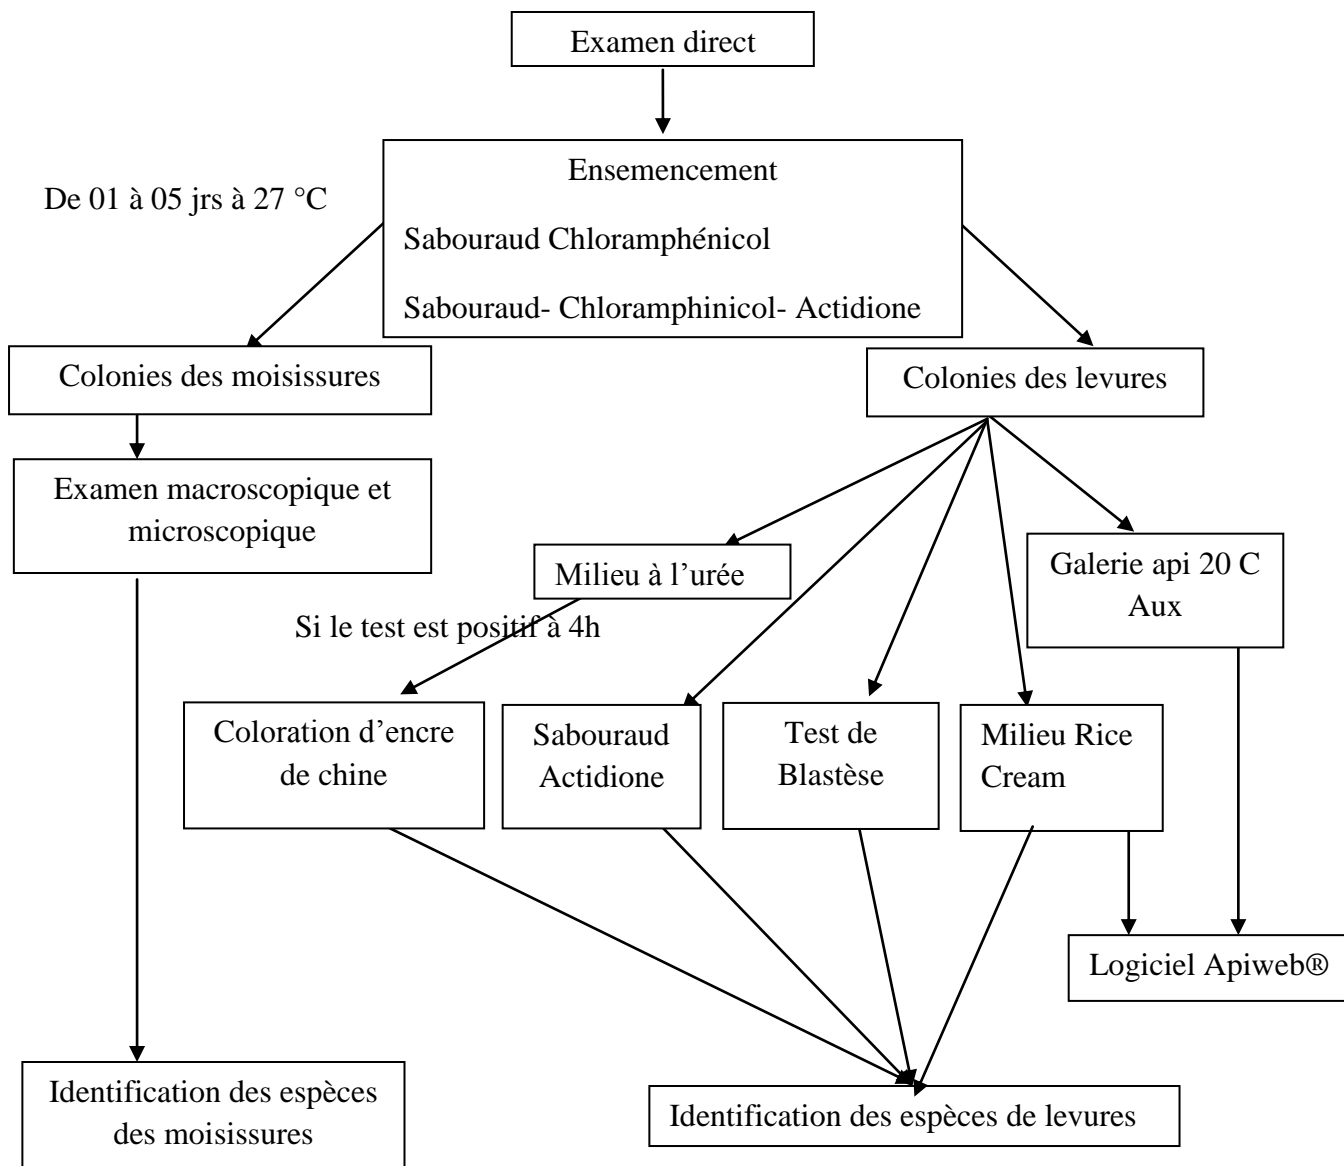 Examen direct
De 01 à 05 jrs à 27 °C
Ensemencement
Sabouraud Chloramphénicol
Sabouraud- Chloramphinicol- Actidione
Colonies des moisissures
Colonies des levures
Examen macroscopique et
microscopique
Milieu à l’urée
Galerie api 20 C
Aux
Si le test est positif à 4h
Coloration d’encre
de chine
Sabouraud
Actidione
Test de
Blastèse
Milieu Rice
Cream
Logiciel Apiweb®
Identification des espèces
des moisissures
Identification des espèces de levures